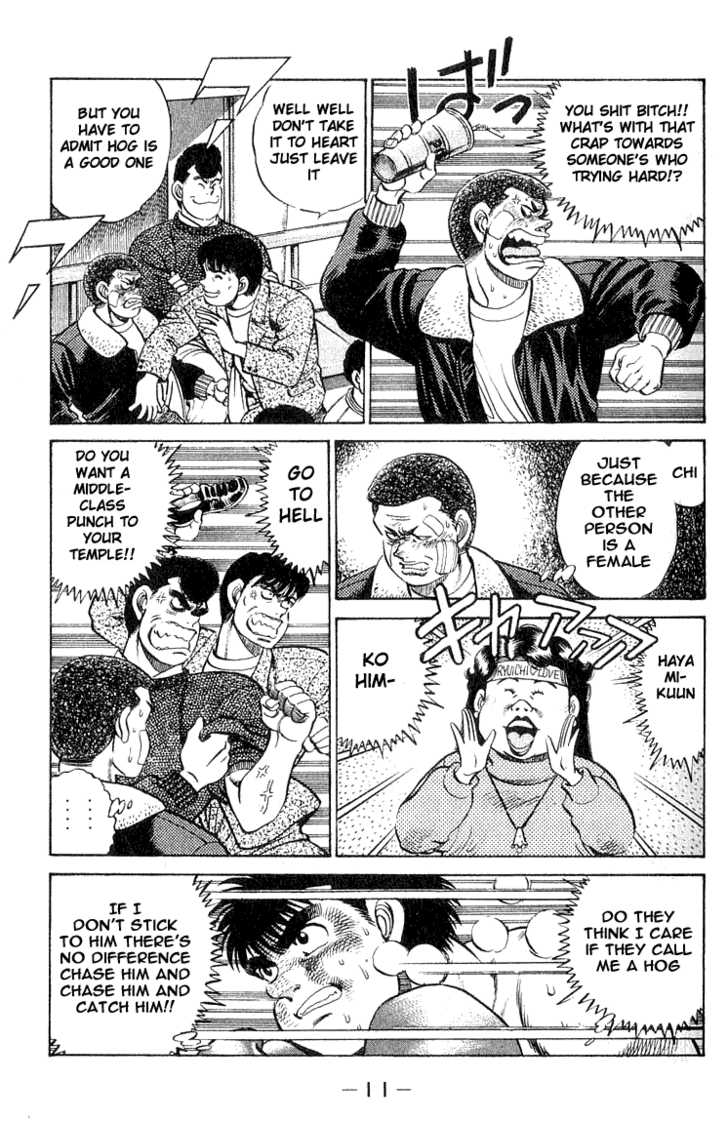 ばっ
YOU SHIT BITCH!!
WHAT'S WITH THAT
CRAP TOWARDS
SOMEONE'S WHO
TRYING HARD!?
WELL WELL
DON'T TAKE
IT TO HEART
JUST LEAVE
IT
BUT YOU
HAVE TO
ADMIT HOG IS
A GOOD ONE
CHI
JUST
BECAUSE
THE
OTHER
PERSON
IS A
FEMALE
GO
TO
HELL
DO YOU
WANT A
MIDDLE-
CLASS
PUNCH TO
YOUR
TEMPLE!!
キャアアアア
HAYA
MI-
KUUN
KO
HIM-
RYUICHI♡LOVE
......
DO THEY
THINK I CARE
IF THEY CALL
ME A HOG
IF I
DON'T STICK
TO HIM THERE'S
NO DIFFERENCE
CHASE HIM AND
CHASE HIM AND
CATCH HIM!!
— 11 —